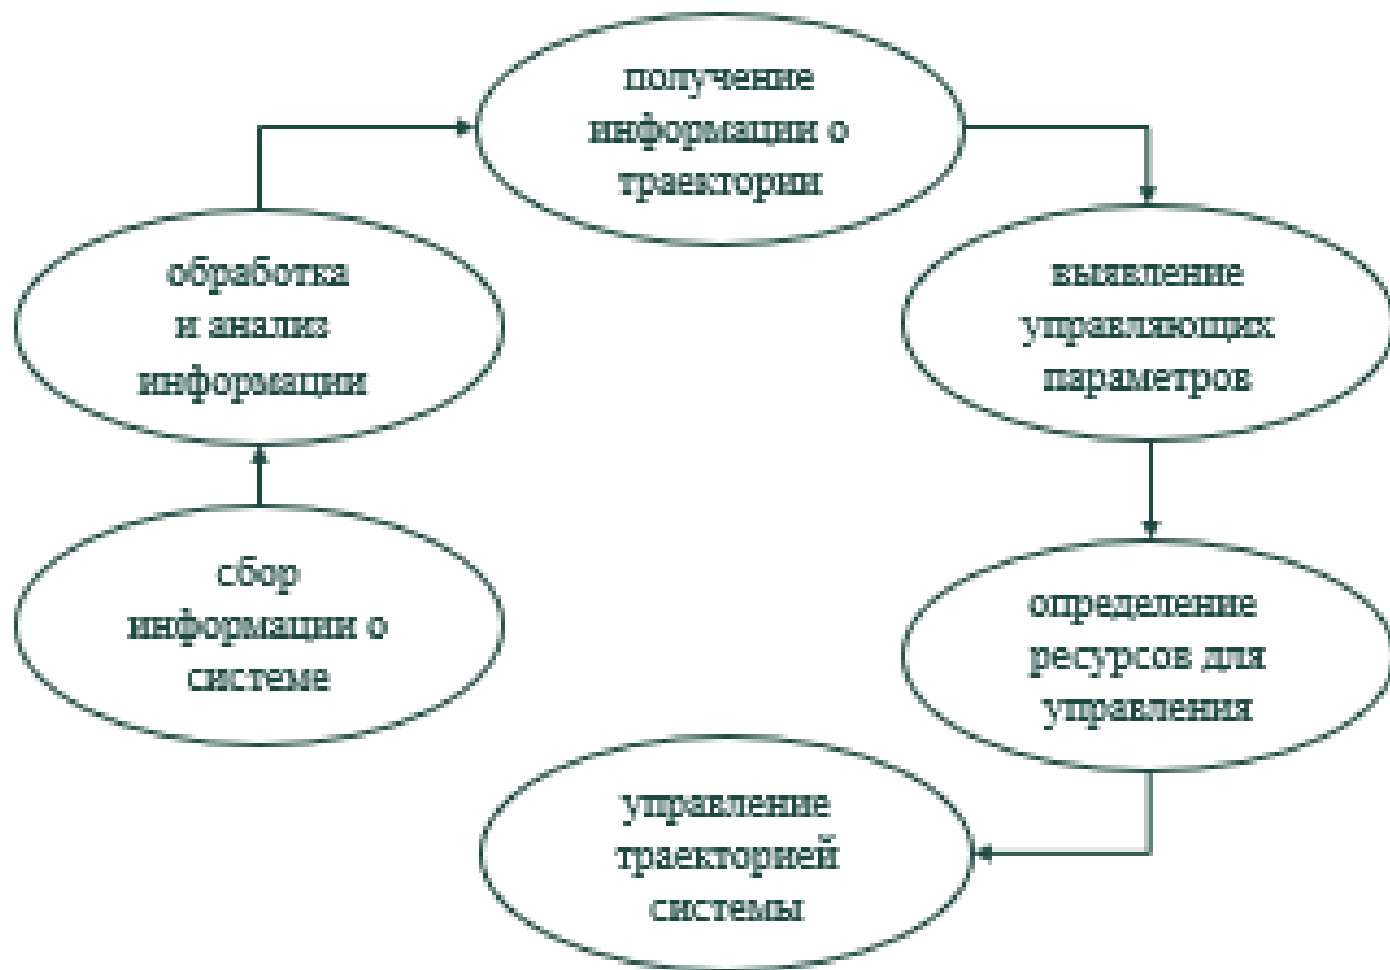 получение
информации о
траектории
обработка
и анализ
информации
выявление
управляющих
параметров
сбор
информации о
системе
определение
ресурсов для
управления
управление
траекторией
системы